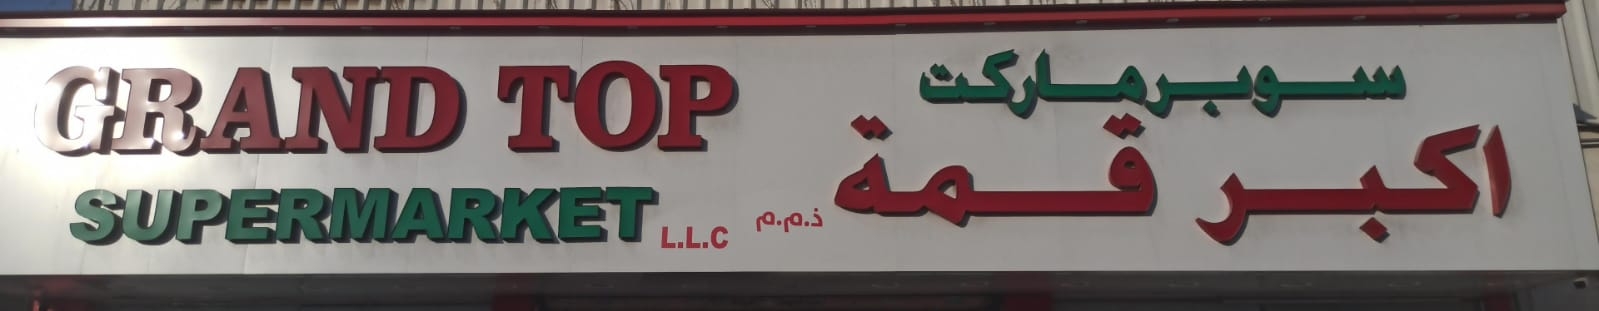 GRAND TOP
SUPERMARKET L.L.C
سوبرماركت
اكبر قمة
ذ.م.م